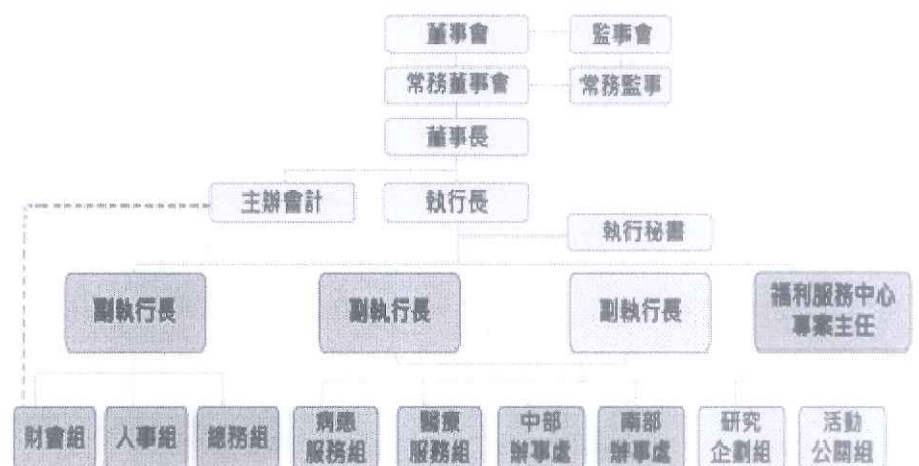 董事會
監事會
常務董事會
常務監事
董事長
主辦會計
執行長
執行秘書
副執行長
副執行長
副執行長
福利服務中心
專案主任
財會組
人事組
總務組
病患
服務組
醫療
服務組
中部
辦事處
南部
辦事處
研究
企劃組
活動
公關組